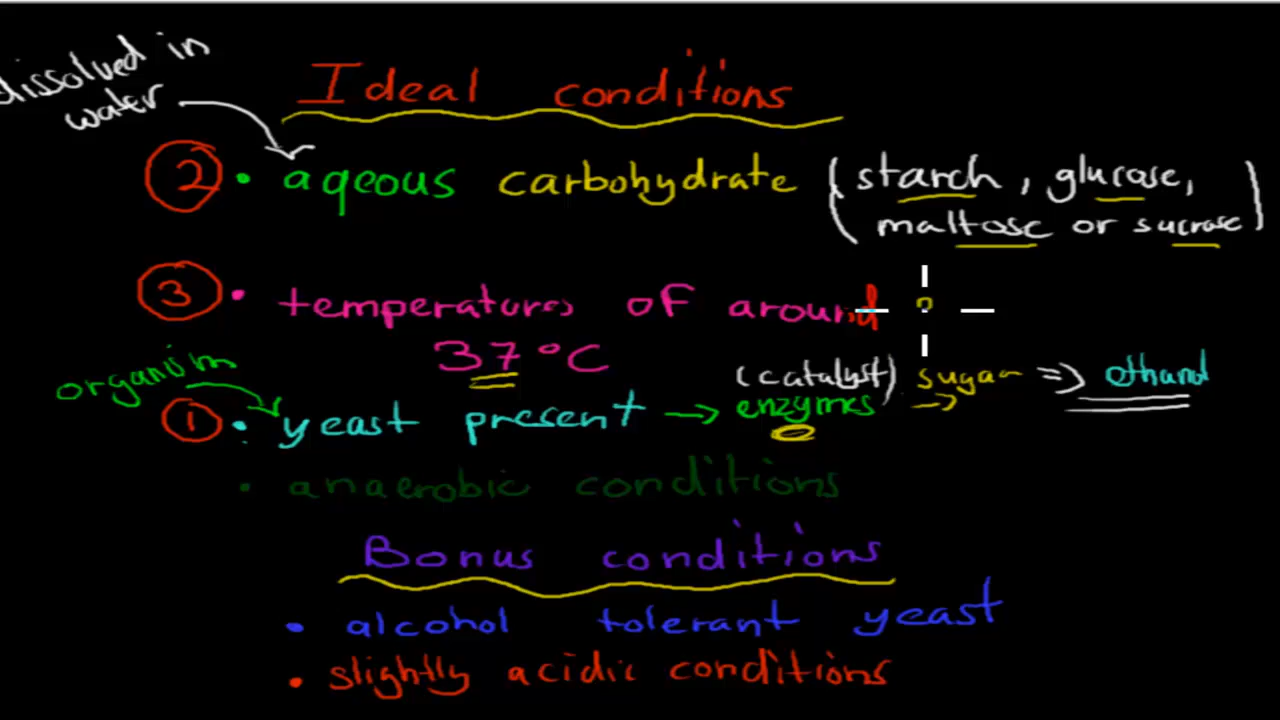 dissolved in
water
Ideal conditions
② • aqeous carbohydrate (starch, glucose,
maltose or sucrose)
③ • temperatures of around
37°C
organism
(catalyst) sugar => ethanol
① • yeast present → enzymes →
• anaerobic conditions
Bonus conditions
• alcohol tolerant yeast
• slightly acidic conditions